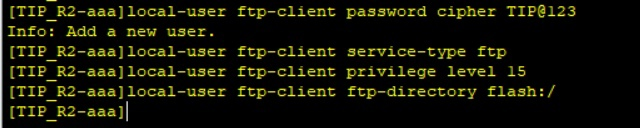 [TIP_R2-aaa]local-user ftp-client password cipher TIP@123
Info: Add a new user.
[TIP_R2-aaa]local-user ftp-client service-type ftp
[TIP_R2-aaa]local-user ftp-client privilege level 15
[TIP_R2-aaa]local-user ftp-client ftp-directory flash:/
[TIP_R2-aaa]